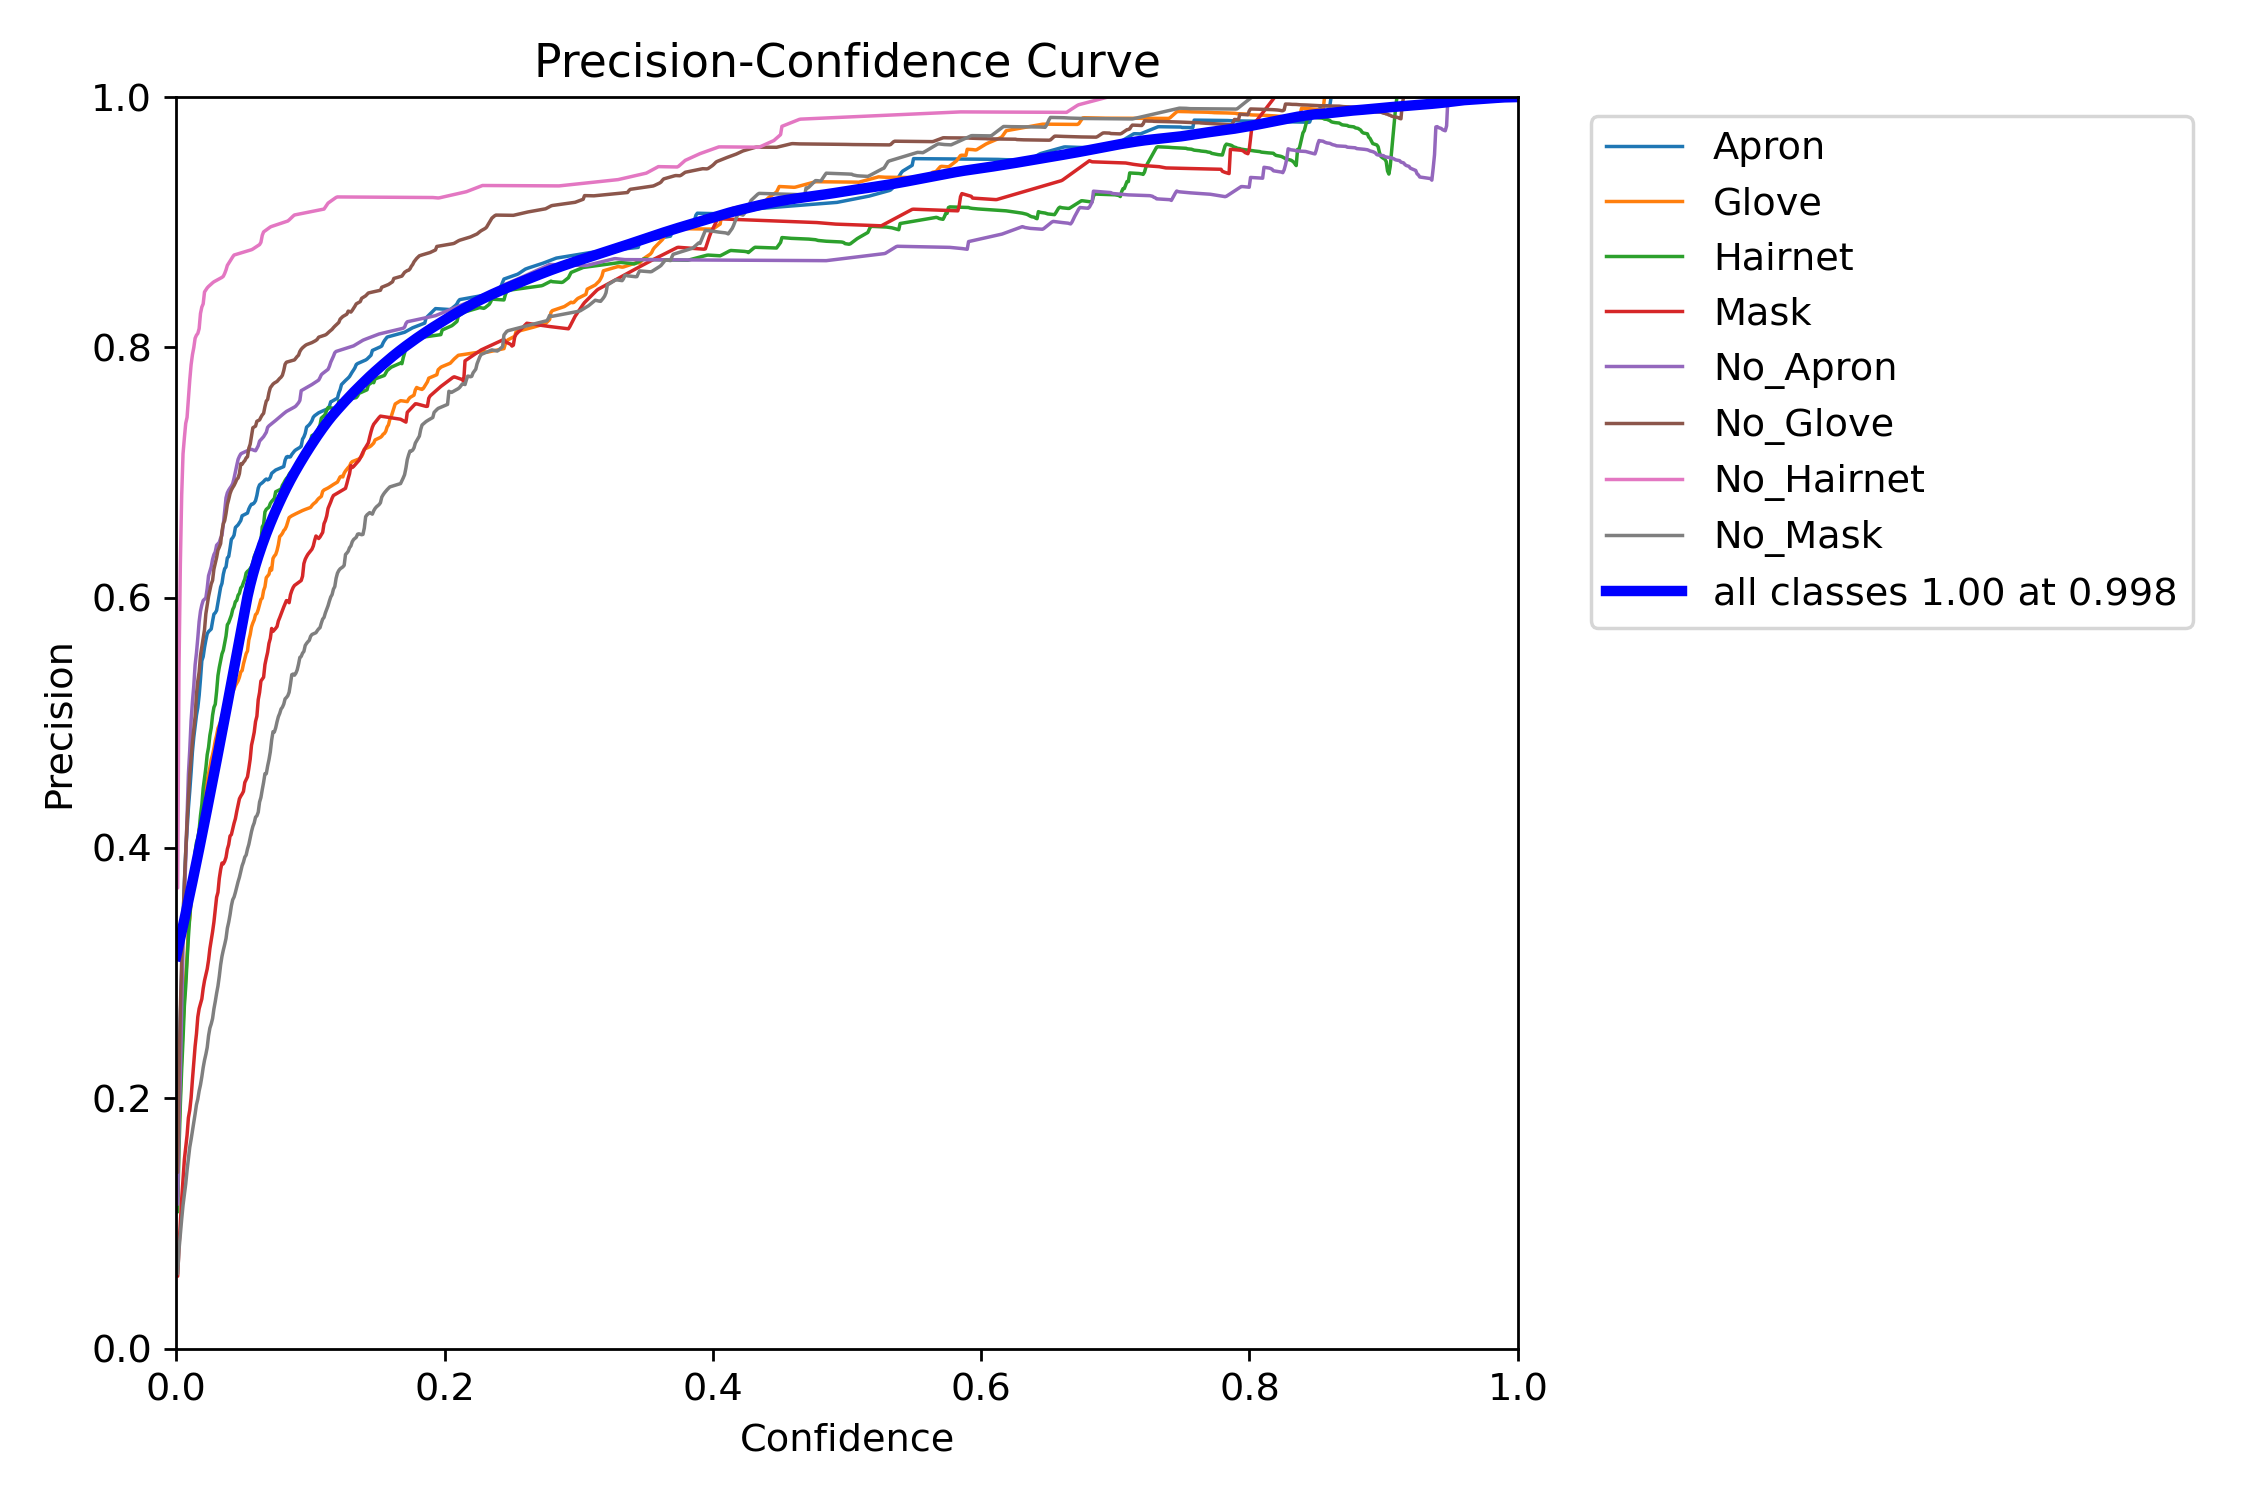 Precision-Confidence Curve
1.0
0.8
0.6
0.4
0.2
0.0
Precision
0.0 0.2 0.4 0.6 0.8 1.0
Confidence
Apron
Glove
Hairnet
Mask
No_Apron
No_Glove
No_Hairnet
No_Mask
all classes 1.00 at 0.998